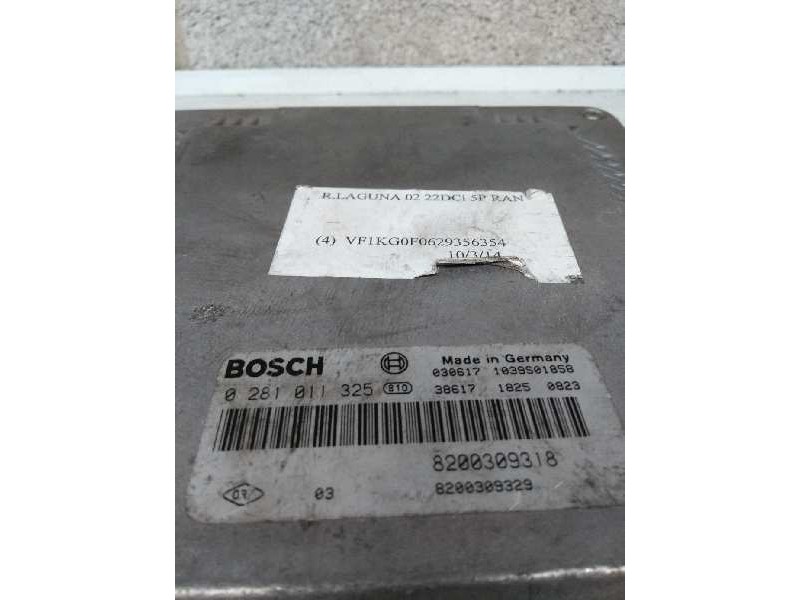 R.LAGUNA 02 22DCI 5P RAN
(4) VF1KG0F0629356354
10/3/14
BOSCH
Made in Germany
0 281 011 325 810
030617 1039S01858
38617 1825 0823
8200309318
03
8200309329